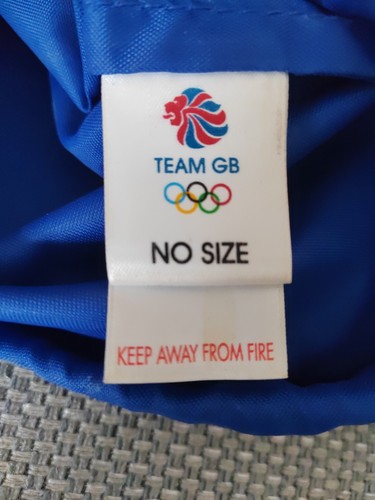 TEAM GB
NO SIZE
KEEP AWAY FROM FIRE